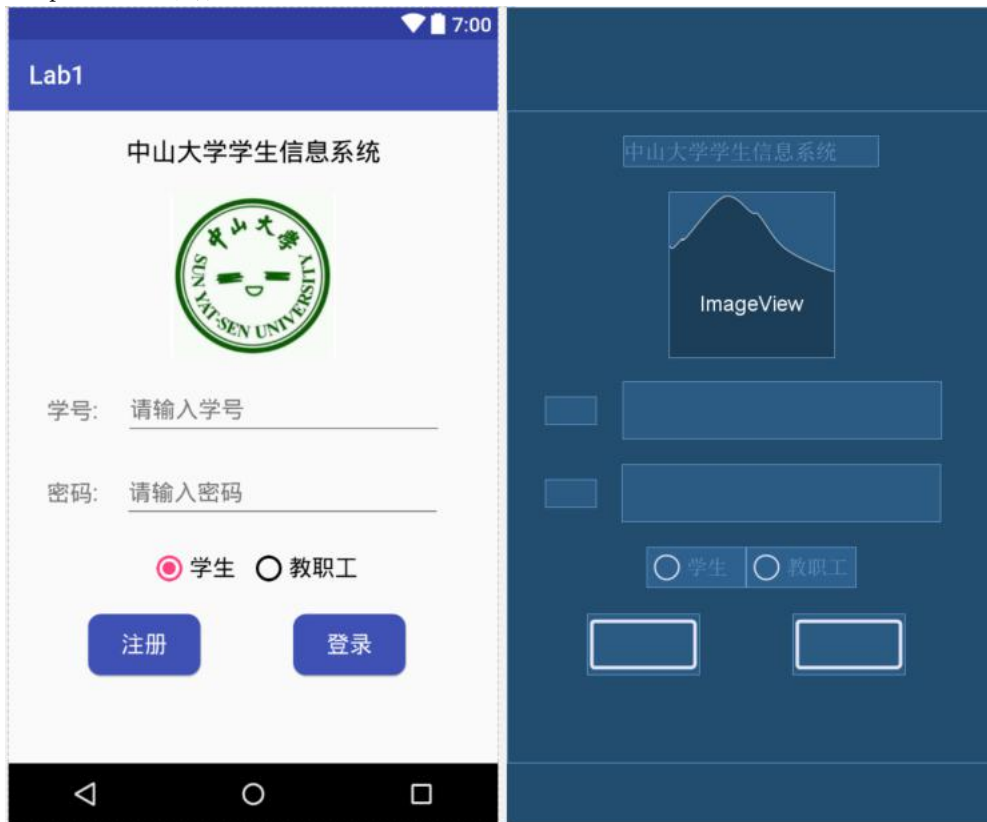 7:00
Lab1
中山大学学生信息系统
中山大学
SUN YAT-SEN UNIVERSITY
学号: 请输入学号
密码: 请输入密码
学生 教职工
注册 登录
中山大学学生信息系统
ImageView
学生 教职工